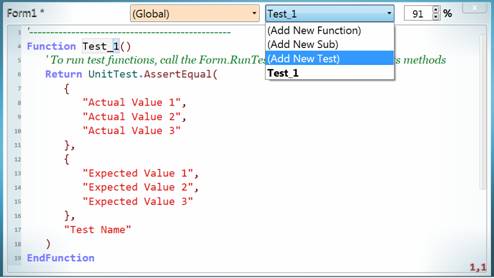 Form1 *
(Global)
Test_1
91 %
(Add New Function)
(Add New Sub)
(Add New Test)
Test_1
3 '---------------------------------------------
4 Function Test_1()
5 ' To run test functions, call the Form.RunTes s methods
6 Return UnitTest.AssertEqual(
7 {
8 "Actual Value 1",
9 "Actual Value 2",
10 "Actual Value 3"
11 },
12 {
13 "Expected Value 1",
14 "Expected Value 2",
15 "Expected Value 3"
16 },
17 "Test Name"
18 )
19 EndFunction
1,1